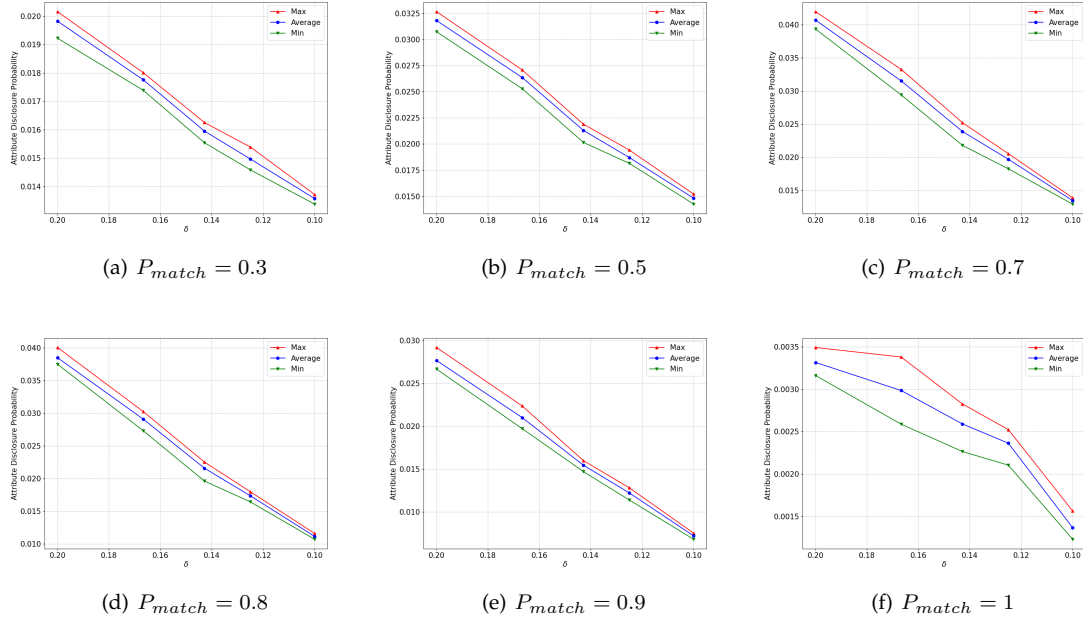 0.020
0.019
0.018
0.017
0.016
0.015
0.014
Attribute Disclosure Probability
0.20 0.18 0.16 0.14 0.12 0.10
δ
Max
Average
Min
(a) P_match = 0.3
0.0325
0.0300
0.0275
0.0250
0.0225
0.0200
0.0175
0.0150
Attribute Disclosure Probability
0.20 0.18 0.16 0.14 0.12 0.10
δ
Max
Average
Min
(b) P_match = 0.5
0.040
0.035
0.030
0.025
0.020
0.015
Attribute Disclosure Probability
0.20 0.18 0.16 0.14 0.12 0.10
δ
Max
Average
Min
(c) P_match = 0.7
0.040
0.035
0.030
0.025
0.020
0.015
0.010
Attribute Disclosure Probability
0.20 0.18 0.16 0.14 0.12 0.10
δ
Max
Average
Min
(d) P_match = 0.8
0.030
0.025
0.020
0.015
0.010
Attribute Disclosure Probability
0.20 0.18 0.16 0.14 0.12 0.10
δ
Max
Average
Min
(e) P_match = 0.9
0.0035
0.0030
0.0025
0.0020
0.0015
Attribute Disclosure Probability
0.20 0.18 0.16 0.14 0.12 0.10
δ
Max
Average
Min
(f) P_match = 1